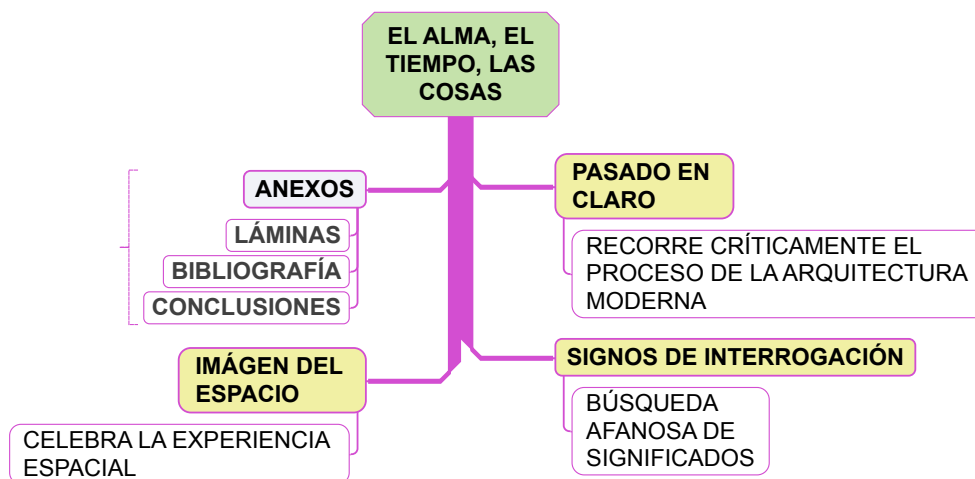 EL ALMA, EL
TIEMPO, LAS
COSAS
ANEXOS
LÁMINAS
BIBLIOGRAFÍA
CONCLUSIONES
PASADO EN
CLARO
RECORRE CRÍTICAMENTE EL
PROCESO DE LA ARQUITECTURA
MODERNA
IMÁGEN DEL
ESPACIO
CELEBRA LA EXPERIENCIA
ESPACIAL
SIGNOS DE INTERROGACIÓN
BÚSQUEDA
AFANOSA DE
SIGNIFICADOS